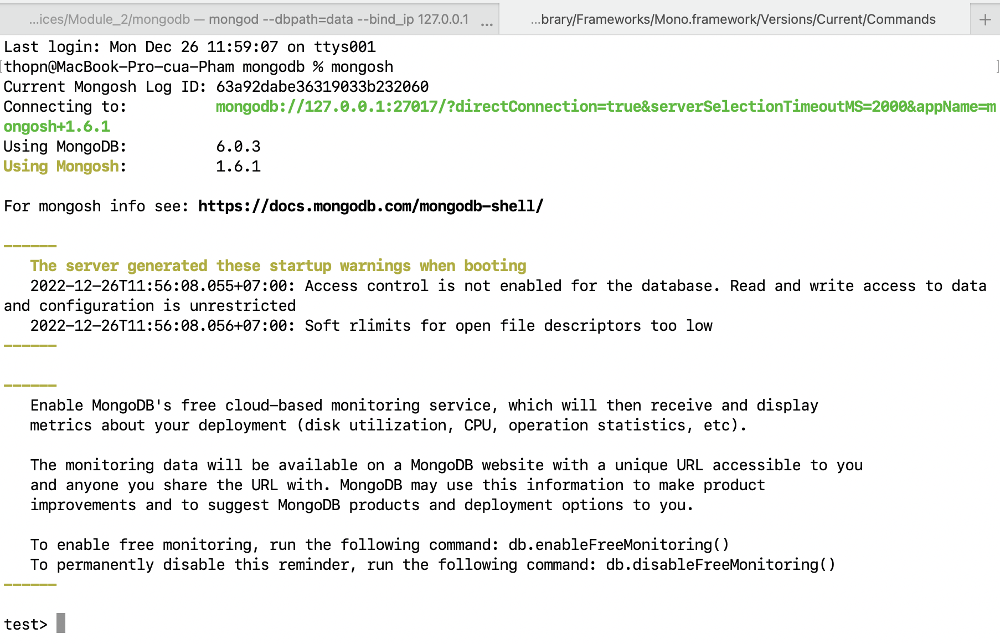 ...ices/Module_2/mongodb — mongod --dbpath=data --bind_ip 127.0.0.1 ...
...brary/Frameworks/Mono.framework/Versions/Current/Commands
+
Last login: Mon Dec 26 11:59:07 on ttys001
[thopn@MacBook-Pro-cua-Pham mongodb % mongosh ]
Current Mongosh Log ID: 63a92dabe36319033b232060
Connecting to: mongodb://127.0.0.1:27017/?directConnection=true&serverSelectionTimeoutMS=2000&appName=m
ongosh+1.6.1
Using MongoDB: 6.0.3
Using Mongosh: 1.6.1
For mongosh info see: https://docs.mongodb.com/mongodb-shell/
------
The server generated these startup warnings when booting
2022-12-26T11:56:08.055+07:00: Access control is not enabled for the database. Read and write access to data
and configuration is unrestricted
2022-12-26T11:56:08.056+07:00: Soft rlimits for open file descriptors too low
------
------
Enable MongoDB's free cloud-based monitoring service, which will then receive and display
metrics about your deployment (disk utilization, CPU, operation statistics, etc).
The monitoring data will be available on a MongoDB website with a unique URL accessible to you
and anyone you share the URL with. MongoDB may use this information to make product
improvements and to suggest MongoDB products and deployment options to you.
To enable free monitoring, run the following command: db.enableFreeMonitoring()
To permanently disable this reminder, run the following command: db.disableFreeMonitoring()
------
test>